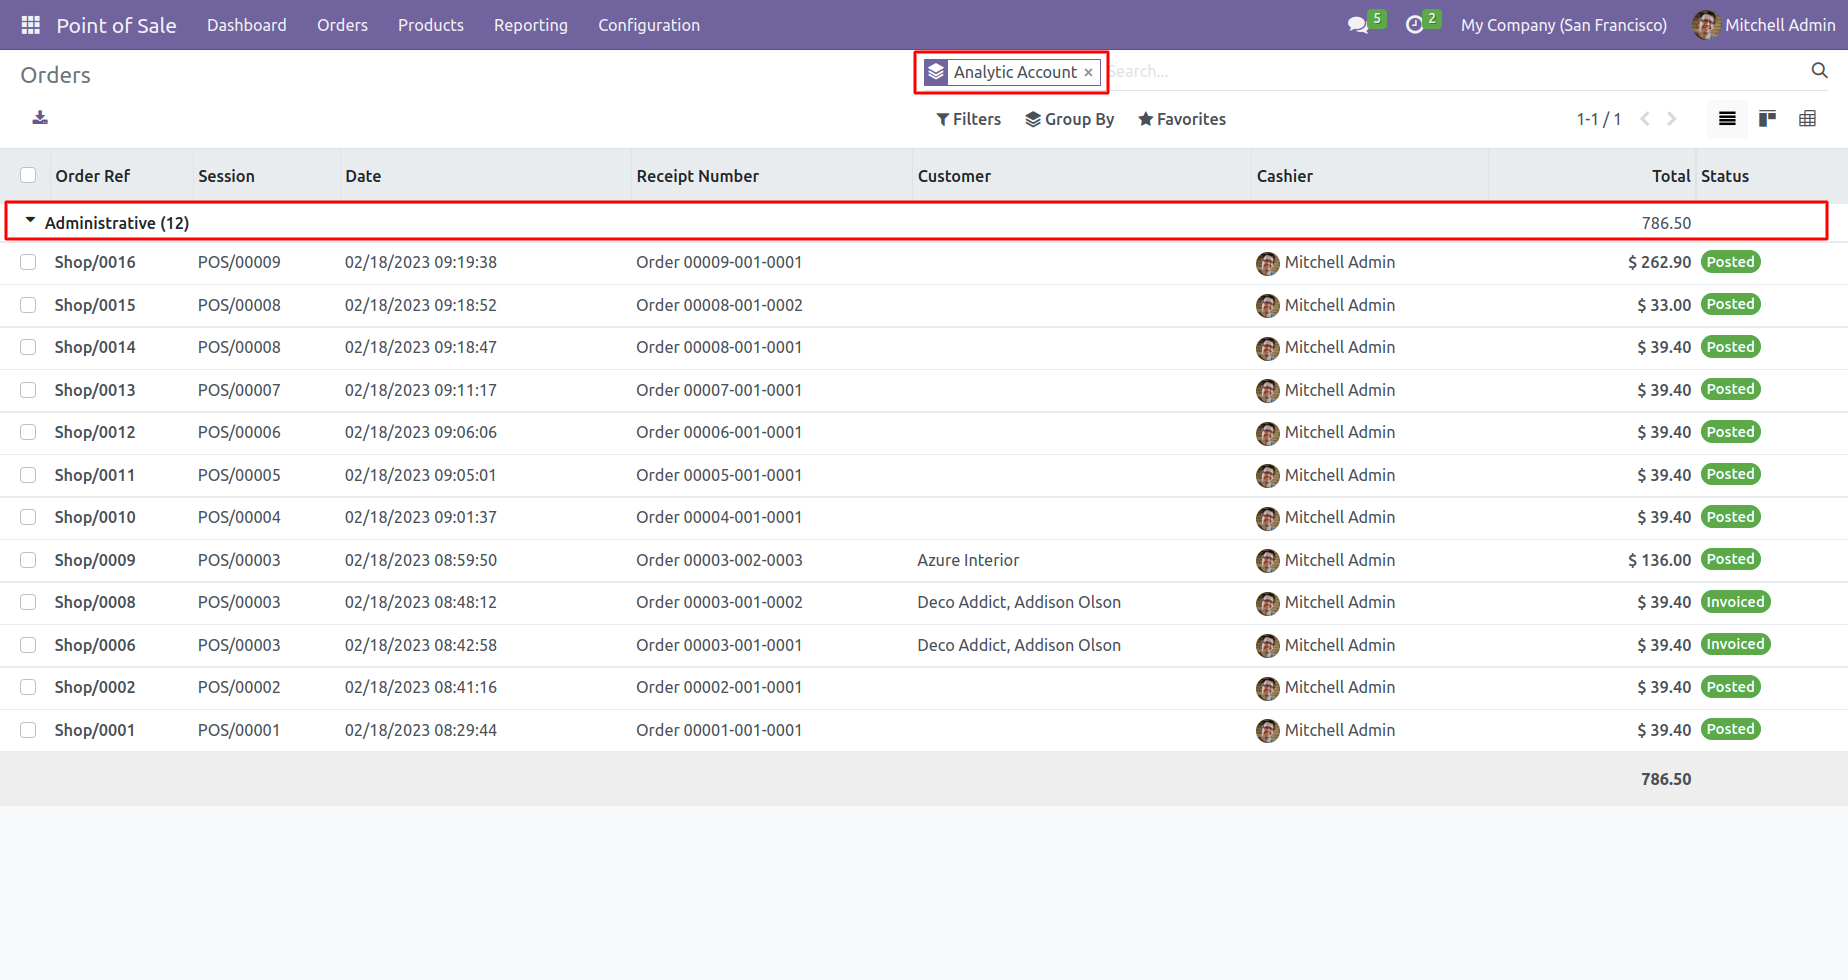 Point of Sale Dashboard Orders Products Reporting Configuration 5 2 My Company (San Francisco) Mitchell Admin
Orders Analytic Account × Search...
Filters Group By Favorites 1-1 / 1
Order Ref Session Date Receipt Number Customer Cashier Total Status
Administrative (12) 786.50
Shop/0016 POS/00009 02/18/2023 09:19:38 Order 00009-001-0001 Mitchell Admin $ 262.90 Posted
Shop/0015 POS/00008 02/18/2023 09:18:52 Order 00008-001-0002 Mitchell Admin $ 33.00 Posted
Shop/0014 POS/00008 02/18/2023 09:18:47 Order 00008-001-0001 Mitchell Admin $ 39.40 Posted
Shop/0013 POS/00007 02/18/2023 09:11:17 Order 00007-001-0001 Mitchell Admin $ 39.40 Posted
Shop/0012 POS/00006 02/18/2023 09:06:06 Order 00006-001-0001 Mitchell Admin $ 39.40 Posted
Shop/0011 POS/00005 02/18/2023 09:05:01 Order 00005-001-0001 Mitchell Admin $ 39.40 Posted
Shop/0010 POS/00004 02/18/2023 09:01:37 Order 00004-001-0001 Mitchell Admin $ 39.40 Posted
Shop/0009 POS/00003 02/18/2023 08:59:50 Order 00003-002-0003 Azure Interior Mitchell Admin $ 136.00 Posted
Shop/0008 POS/00003 02/18/2023 08:48:12 Order 00003-001-0002 Deco Addict, Addison Olson Mitchell Admin $ 39.40 Invoiced
Shop/0006 POS/00003 02/18/2023 08:42:58 Order 00003-001-0001 Deco Addict, Addison Olson Mitchell Admin $ 39.40 Invoiced
Shop/0002 POS/00002 02/18/2023 08:41:16 Order 00002-001-0001 Mitchell Admin $ 39.40 Posted
Shop/0001 POS/00001 02/18/2023 08:29:44 Order 00001-001-0001 Mitchell Admin $ 39.40 Posted
786.50